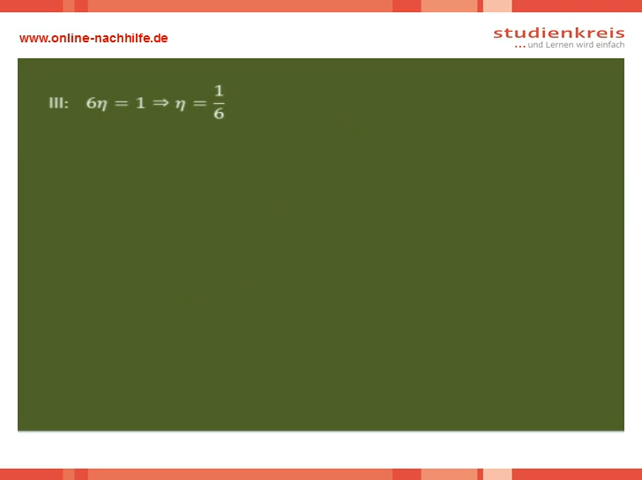 www.online-nachhilfe.de
studienkreis
...und Lernen wird einfach
III: 6η = 1 ⇒ η = 1/6